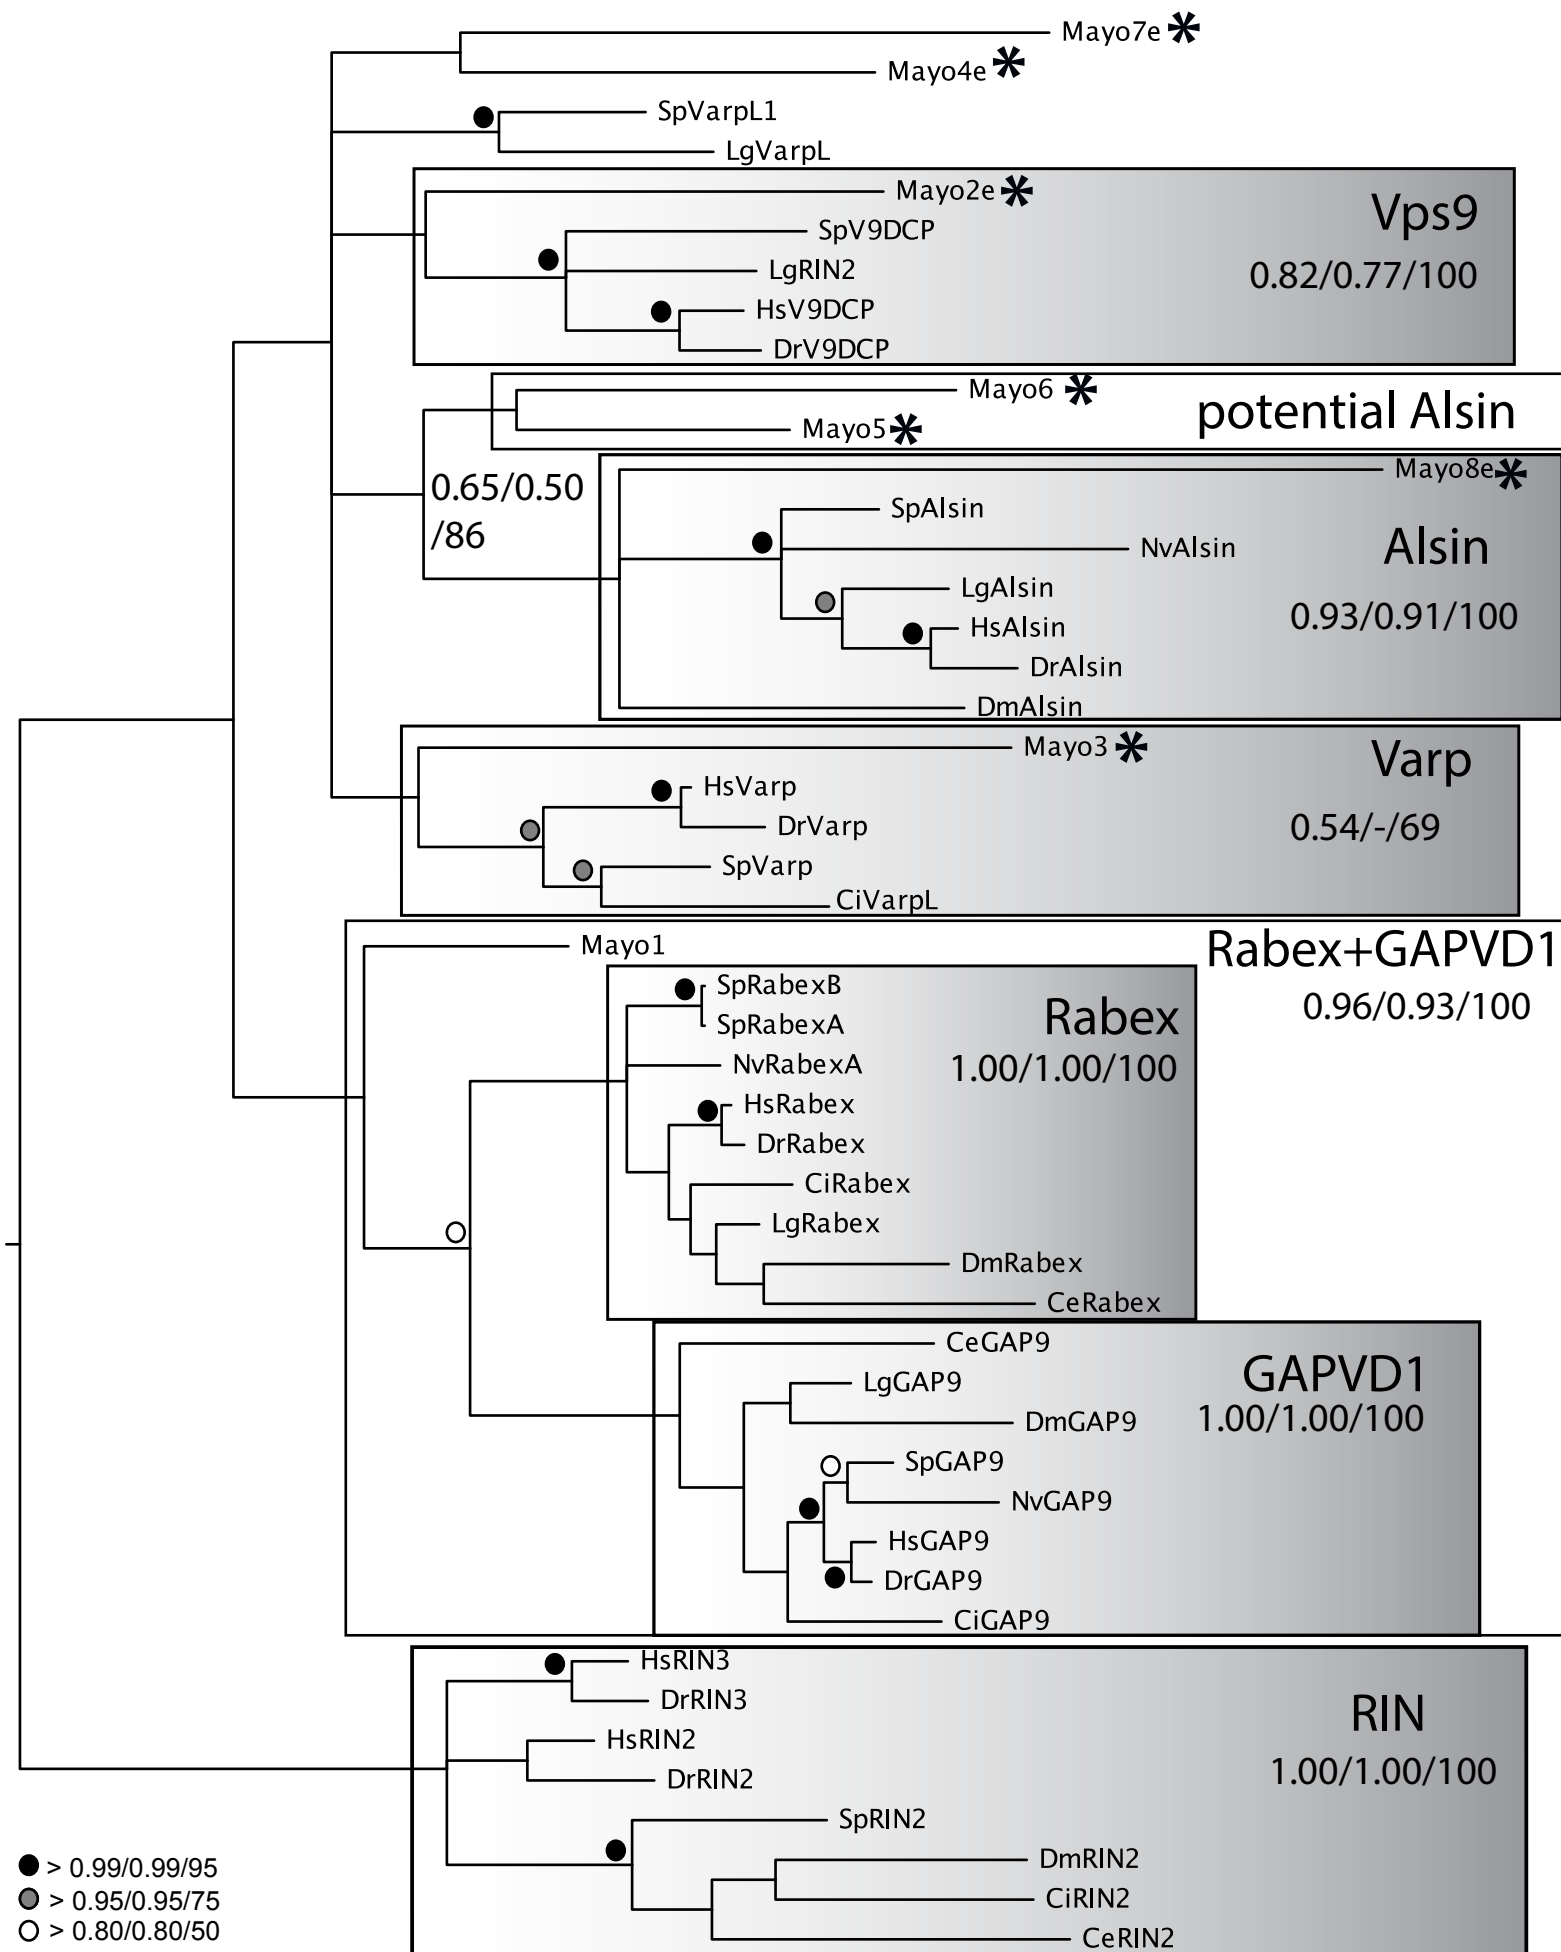 Mayo7e *
Mayo4e *
SpVarpL1
LgVarpL
Mayo2e *
Vps9
SpV9DCP
LgRIN2
0.82/0.77/100
HsV9DCP
DrV9DCP
Mayo6 *
potential Alsin
Mayo5 *
Mayo8e *
0.65/0.50
/86
SpAlsin
NvAlsin
Alsin
LgAlsin
0.93/0.91/100
HsAlsin
DrAlsin
DmAlsin
Mayo3 *
Varp
HsVarp
DrVarp
0.54/-/69
SpVarp
CiVarpL
Mayo1
Rabex+GAPVD1
0.96/0.93/100
SpRabexB
Rabex
SpRabexA
NvRabexA
1.00/1.00/100
HsRabex
DrRabex
CiRabex
LgRabex
DmRabex
CeRabex
CeGAP9
GAPVD1
LgGAP9
1.00/1.00/100
DmGAP9
SpGAP9
NvGAP9
HsGAP9
DrGAP9
CiGAP9
HsRIN3
DrRIN3
RIN
HsRIN2
1.00/1.00/100
DrRIN2
SpRIN2
DmRIN2
CiRIN2
CeRIN2
> 0.99/0.99/95
> 0.95/0.95/75
> 0.80/0.80/50